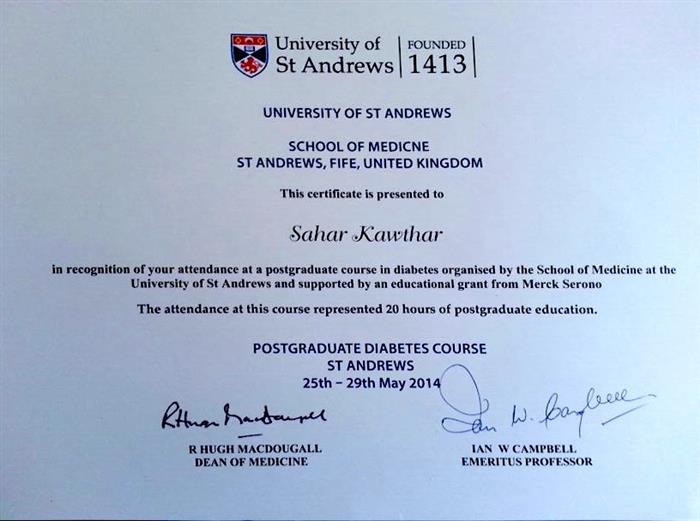 University of
St Andrews
FOUNDED
1413
UNIVERSITY OF ST ANDREWS
SCHOOL OF MEDICNE
ST ANDREWS, FIFE, UNITED KINGDOM
This certificate is presented to
Sahar Kawthar
in recognition of your attendance at a postgraduate course in diabetes organised by the School of Medicine at the
University of St Andrews and supported by an educational grant from Merck Serono
The attendance at this course represented 20 hours of postgraduate education.
POSTGRADUATE DIABETES COURSE
ST ANDREWS
25th – 29th May 2014
R Hugh MacDougall
Ian W. Campbell
R HUGH MACDOUGALL
DEAN OF MEDICINE
IAN W CAMPBELL
EMERITUS PROFESSOR